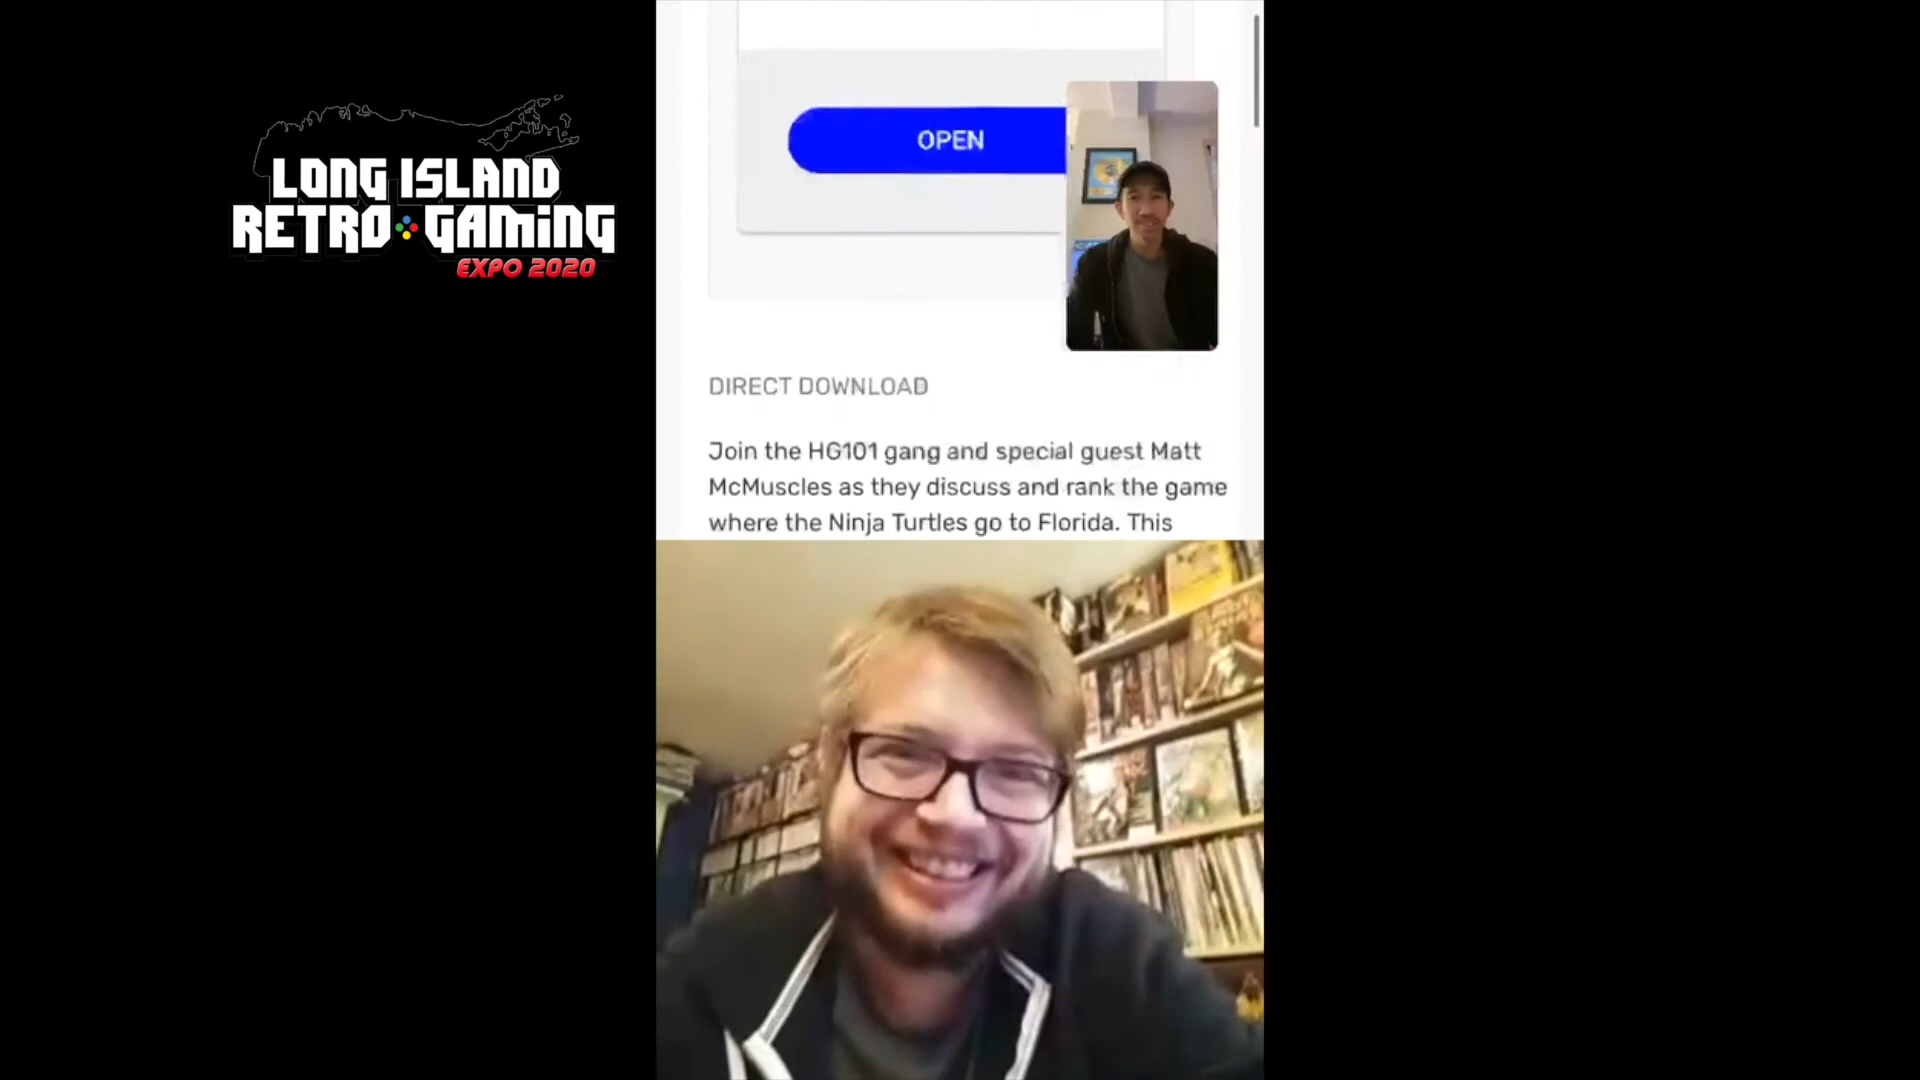 LONG ISLAND
RETRO GAMING
EXPO 2020
OPEN
DIRECT DOWNLOAD
Join the HG101 gang and special guest Matt
McMuscles as they discuss and rank the game
where the Ninja Turtles go to Florida. This